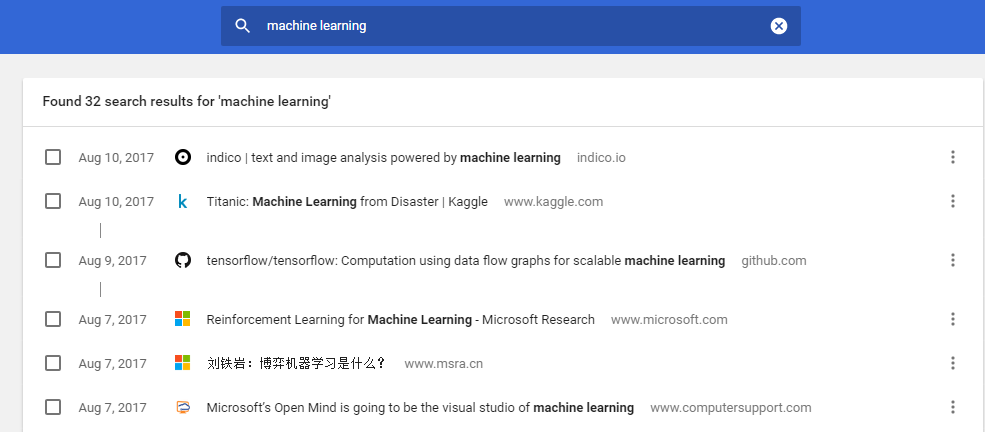 machine learning
Found 32 search results for 'machine learning'
Aug 10, 2017 indico | text and image analysis powered by machine learning indico.io
Aug 10, 2017 k Titanic: Machine Learning from Disaster | Kaggle www.kaggle.com
Aug 9, 2017 tensorflow/tensorflow: Computation using data flow graphs for scalable machine learning github.com
Aug 7, 2017 Reinforcement Learning for Machine Learning - Microsoft Research www.microsoft.com
Aug 7, 2017 刘铁岩：博弈机器学习是什么？ www.msra.cn
Aug 7, 2017 Microsoft's Open Mind is going to be the visual studio of machine learning www.computersupport.com